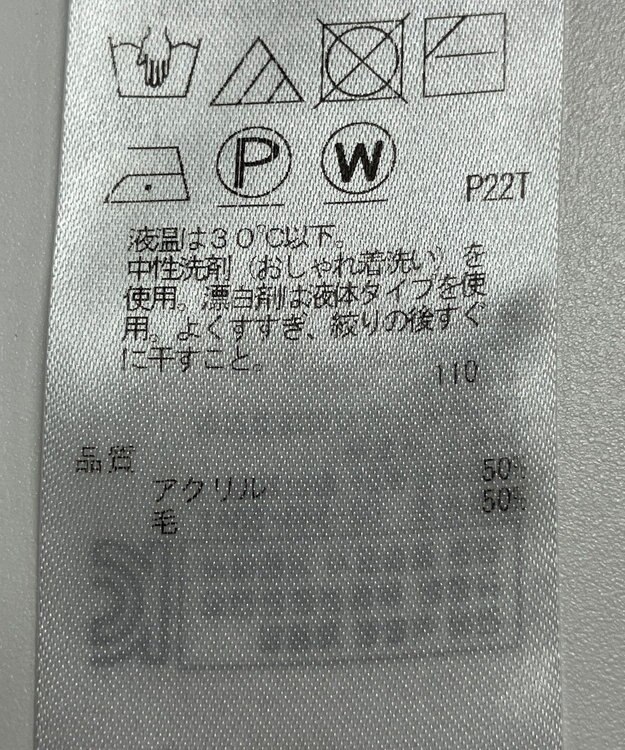 P W P22T
液温は30℃以下。
中性洗剤（おしゃれ着洗い）を
使用。漂白剤は液体タイプを使
用。よくすすぎ、絞りの後すぐ
に干すこと。
110
品質
アクリル 50%
毛 50%